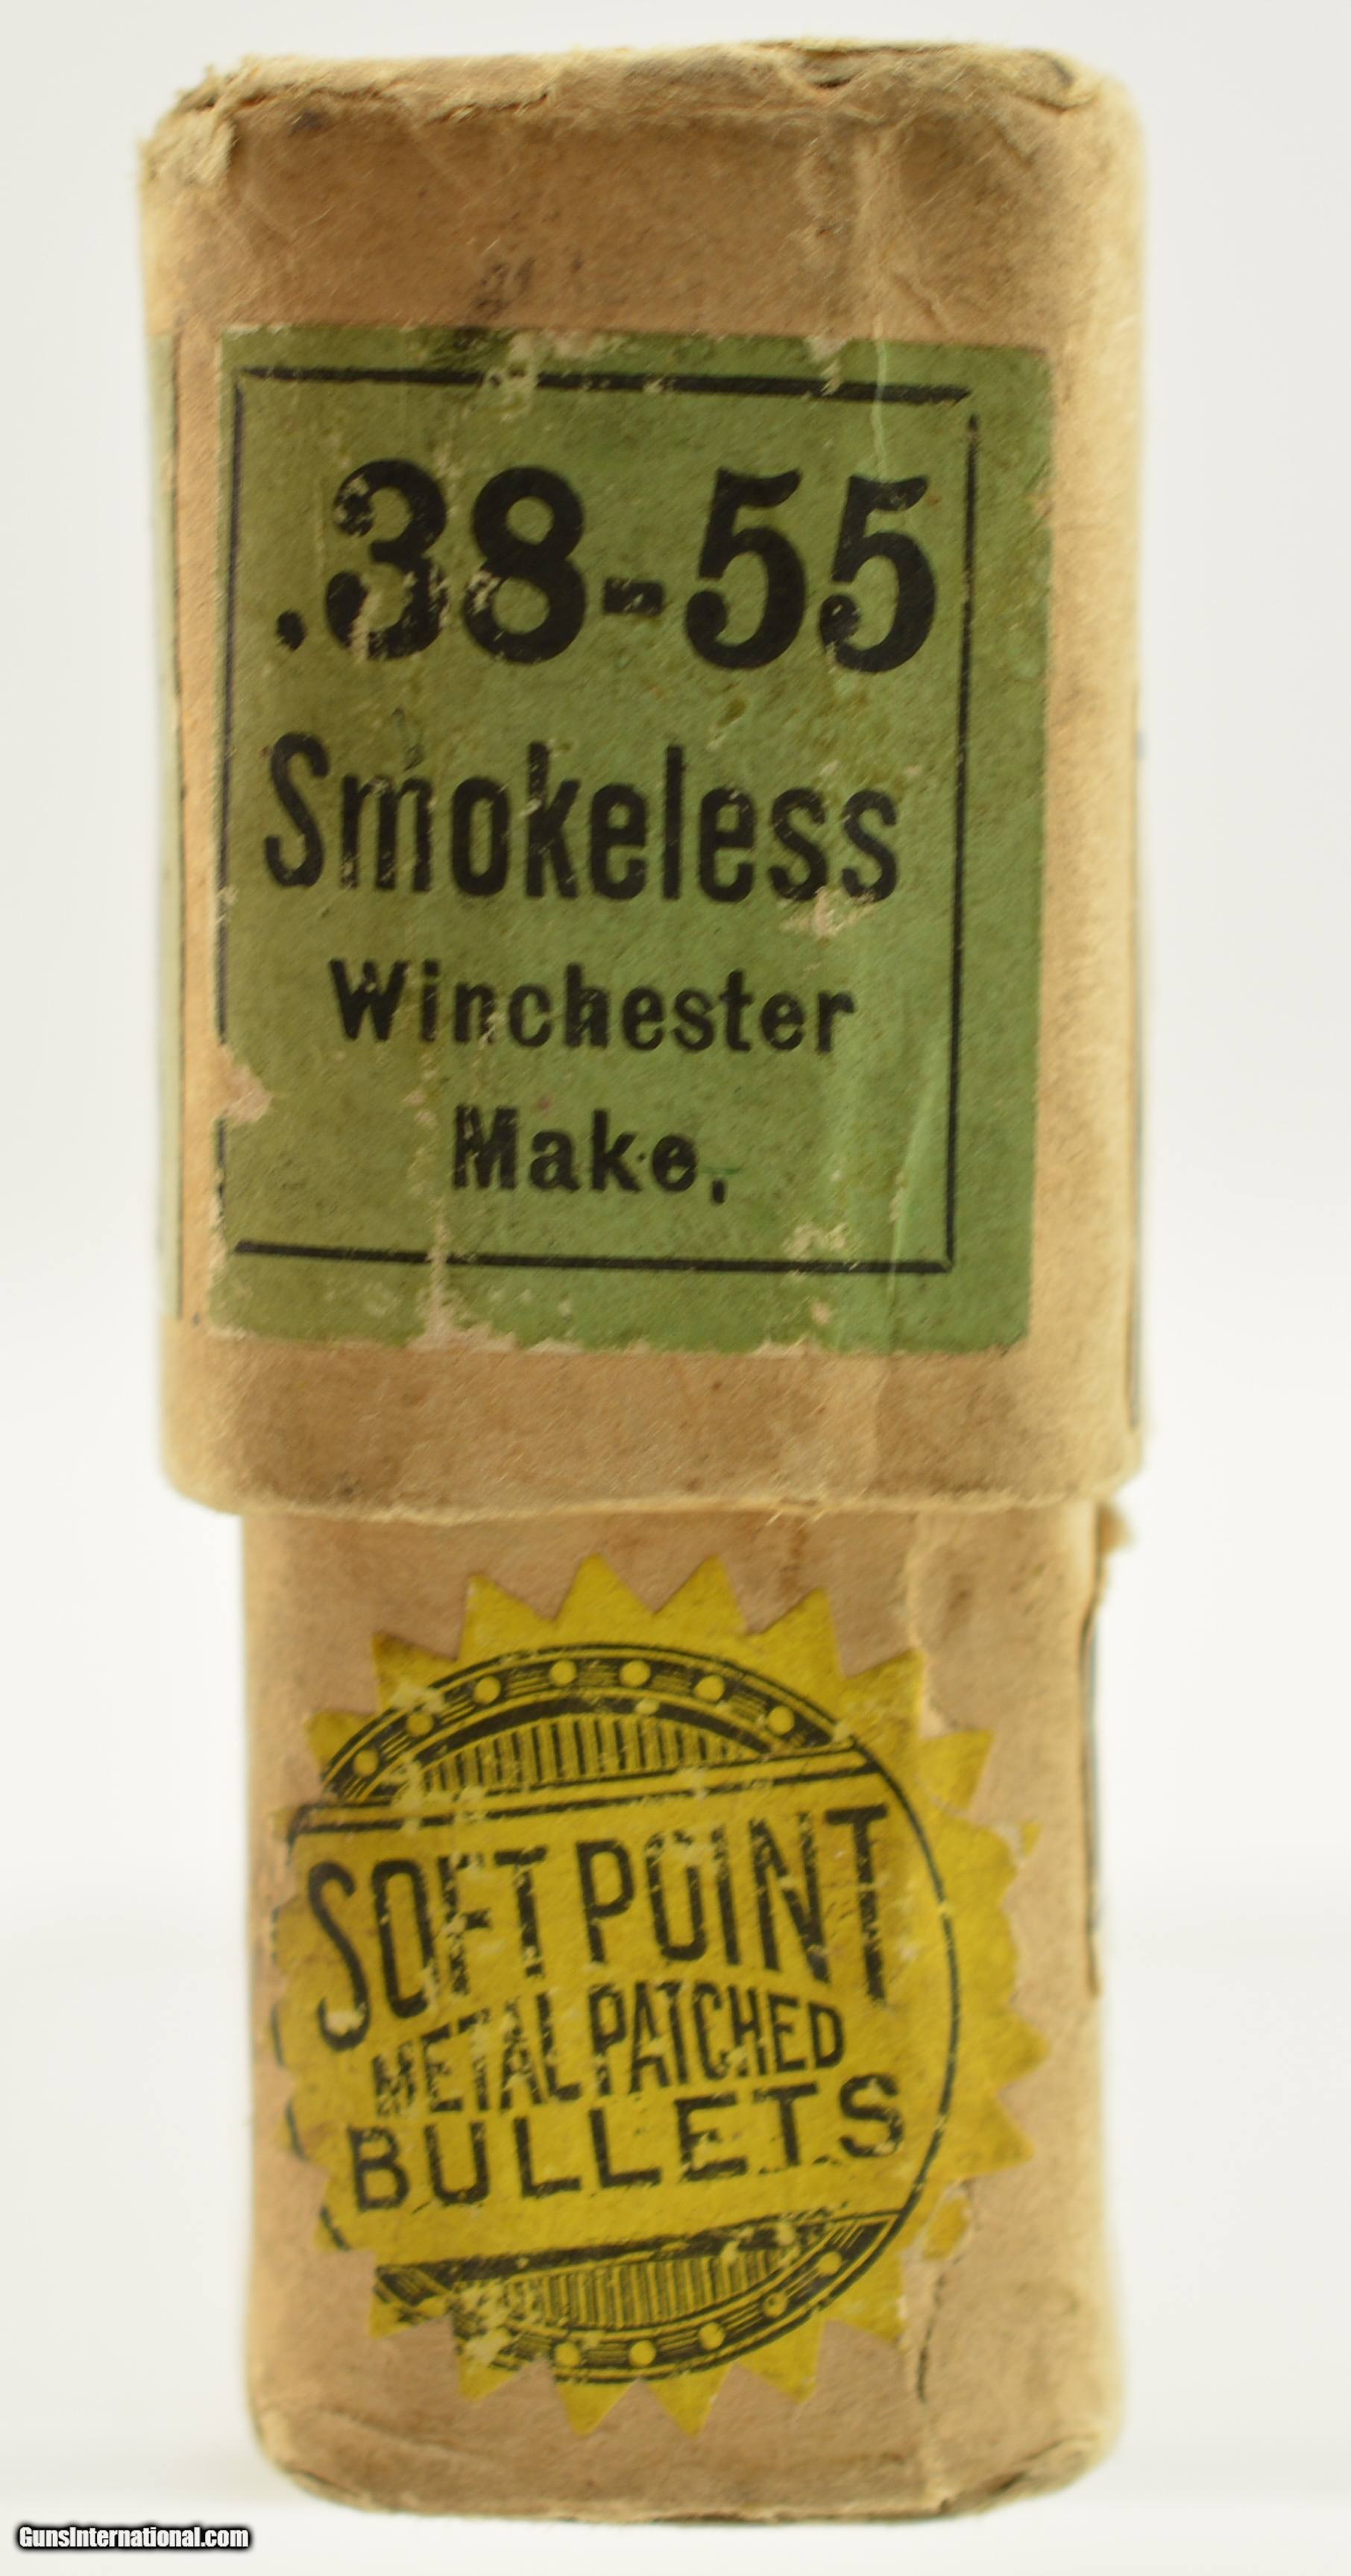 .38-55
Smokeless
Winchester
Make,
SOFT POINT
METAL PATCHED
BULLETS
GunsInternational.com